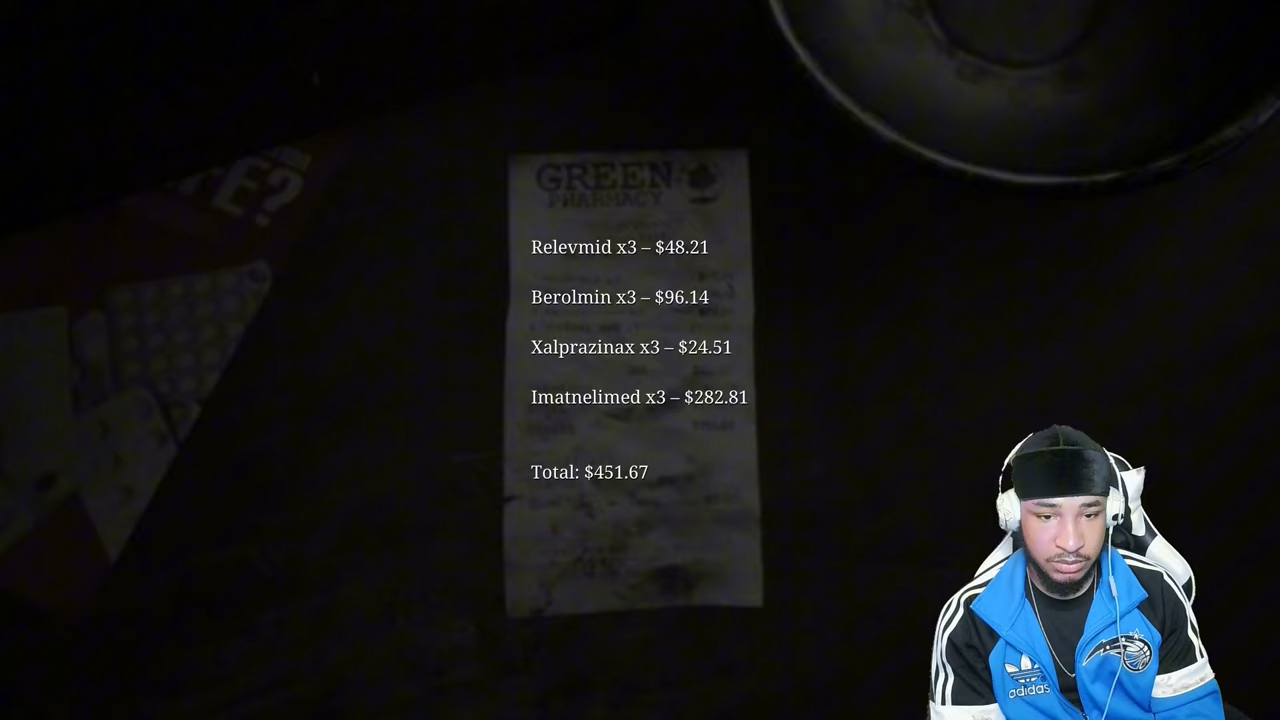 GREEN
PHARMACY
Relevmid x3 – $48.21
Berolmin x3 – $96.14
Xalprazinax x3 – $24.51
Imatnelimed x3 – $282.81
Total: $451.67
adidas